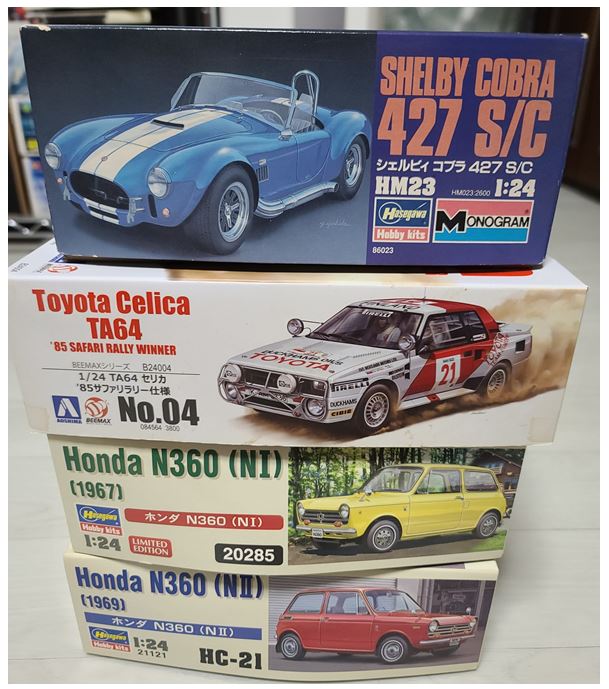 SHELBY COBRA
427 S/C
シェルビィ コブラ 427 S/C
HM23
HM023:2600
1:24
Hasegawa
Hobby kits
MONOGRAM
86023
Toyota Celica
TA64
'85 SAFARI RALLY WINNER
BEEMAXシリーズ B24004
1/24 TA64 セリカ
'85サファリラリー仕様
AOSHIMA
BEEMAX
No.04
084564 3800
PIRELLI
TOYOTA
21
PIRELLI
DUCKHAMS
CIBIE
Honda N360 (NI)
(1967)
Hasegawa
Hobby kits
1:24
ホンダ N360 (NI)
LIMITED
EDITION
20285
Honda N360 (NII)
(1969)
ホンダ N360 (NII)
Hasegawa
Hobby kits
1:24
21121
HC-21